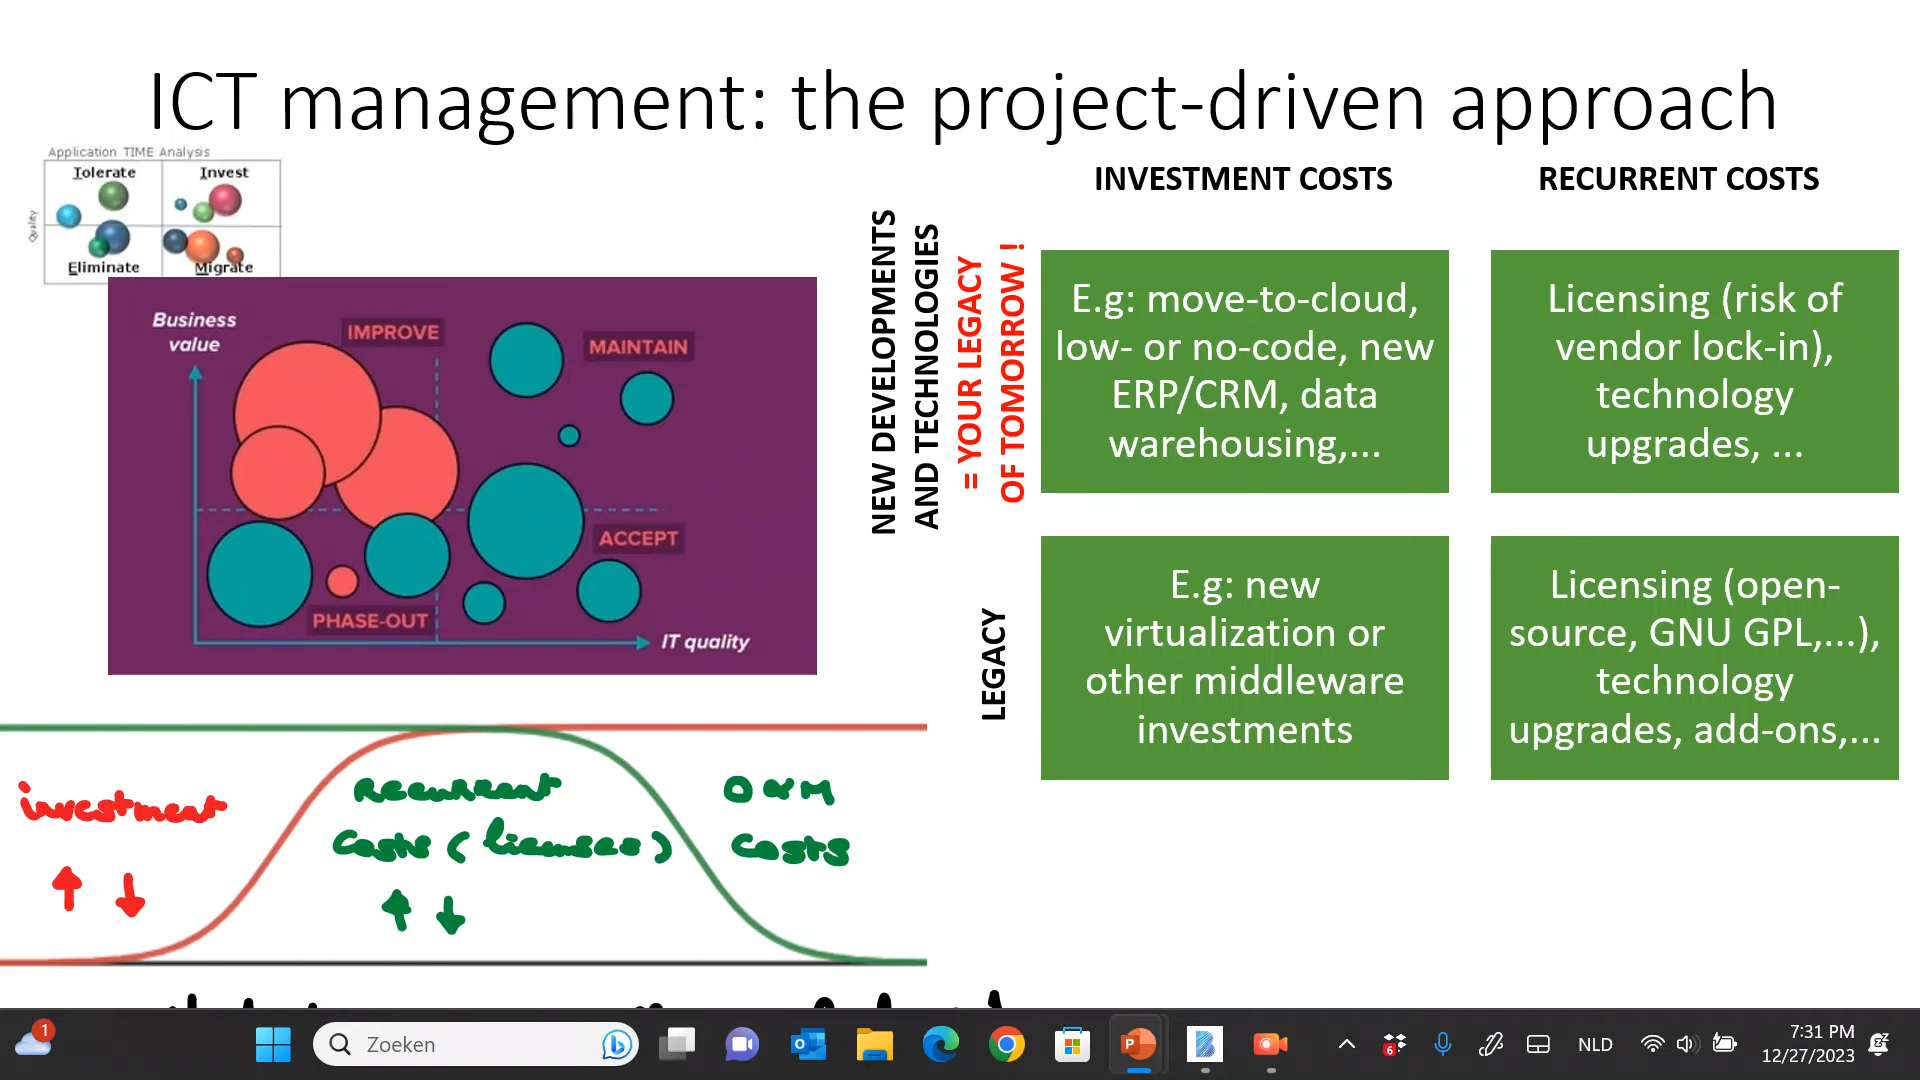 ICT management: the project-driven approach
Application TIME Analysis
Tolerate
Invest
Quality
Eliminate
Migrate
Business
value
IMPROVE
MAINTAIN
ACCEPT
PHASE-OUT
IT quality
investment
Recurrent
Costs (licenses)
O&M
Costs
INVESTMENT COSTS
RECURRENT COSTS
NEW DEVELOPMENTS
AND TECHNOLOGIES
= YOUR LEGACY
OF TOMORROW !
E.g: move-to-cloud,
low- or no-code, new
ERP/CRM, data
warehousing,...
Licensing (risk of
vendor lock-in),
technology
upgrades, ...
LEGACY
E.g: new
virtualization or
other middleware
investments
Licensing (open-
source, GNU GPL,...),
technology
upgrades, add-ons,...
1
Zoeken
6
NLD
7:31 PM
12/27/2023